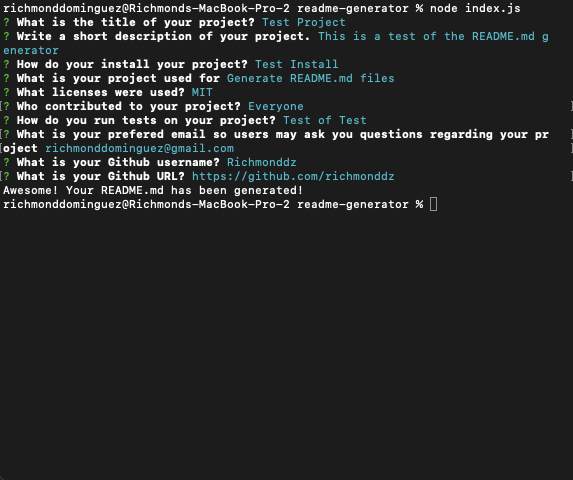 richmonddominguez@Richmonds-MacBook-Pro-2 readme-generator % node index.js
? What is the title of your project? Test Project
? Write a short description of your project. This is a test of the README.md g
enerator
? How do your install your project? Test Install
? What is your project used for Generate README.md files
? What licenses were used? MIT
[? Who contributed to your project? Everyone ]
? How do you run tests on your project? Test of Test
[? What is your prefered email so users may ask you questions regarding your pr
[oject richmonddominguez@gmail.com ]
? What is your Github username? Richmonddz
[? What is your Github URL? https://github.com/richmonddz ]
Awesome! Your README.md has been generated!
richmonddominguez@Richmonds-MacBook-Pro-2 readme-generator %